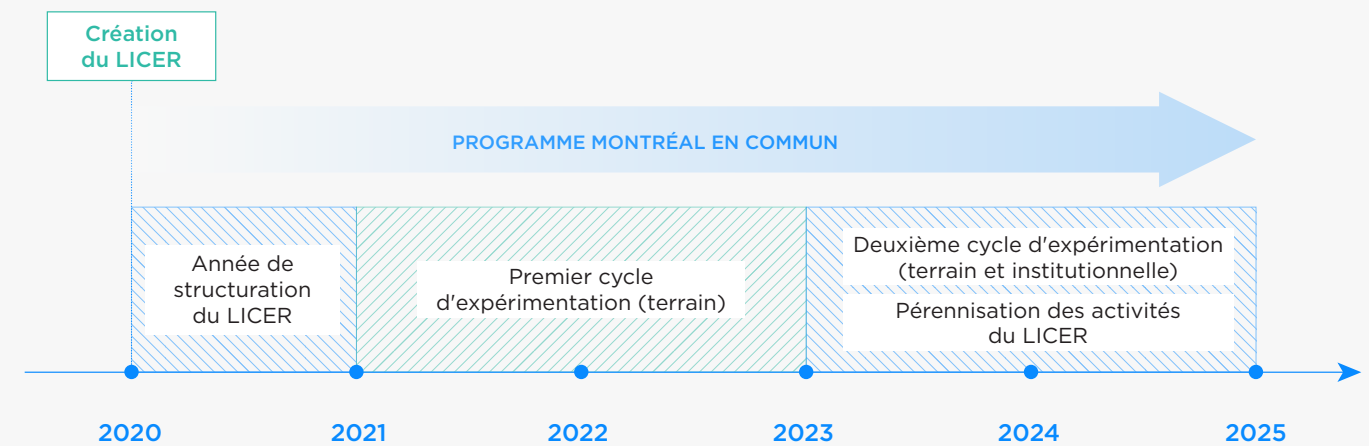 Création
du LICER
PROGRAMME MONTRÉAL EN COMMUN
Année de
structuration
du LICER
Premier cycle
d'expérimentation (terrain)
Deuxième cycle d'expérimentation
(terrain et institutionnelle)
Pérennisation des activités
du LICER
2020 2021 2022 2023 2024 2025